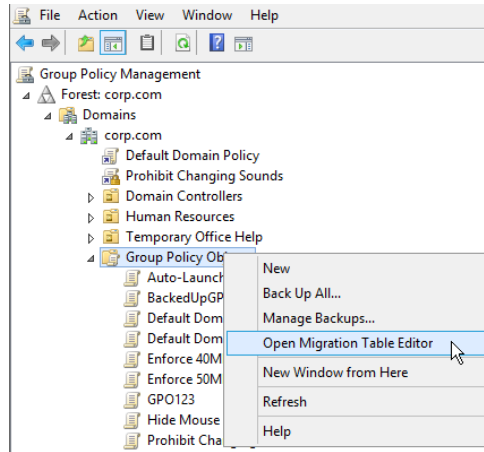 File Action View Window Help
Group Policy Management
Forest: corp.com
Domains
corp.com
Default Domain Policy
Prohibit Changing Sounds
Domain Controllers
Human Resources
Temporary Office Help
Group Policy Ob
Auto-Launch
BackedUpGP
Default Dom
Default Dom
Enforce 40M
Enforce 50M
GPO123
Hide Mouse
Prohibit Cha
New
Back Up All...
Manage Backups...
Open Migration Table Editor
New Window from Here
Refresh
Help